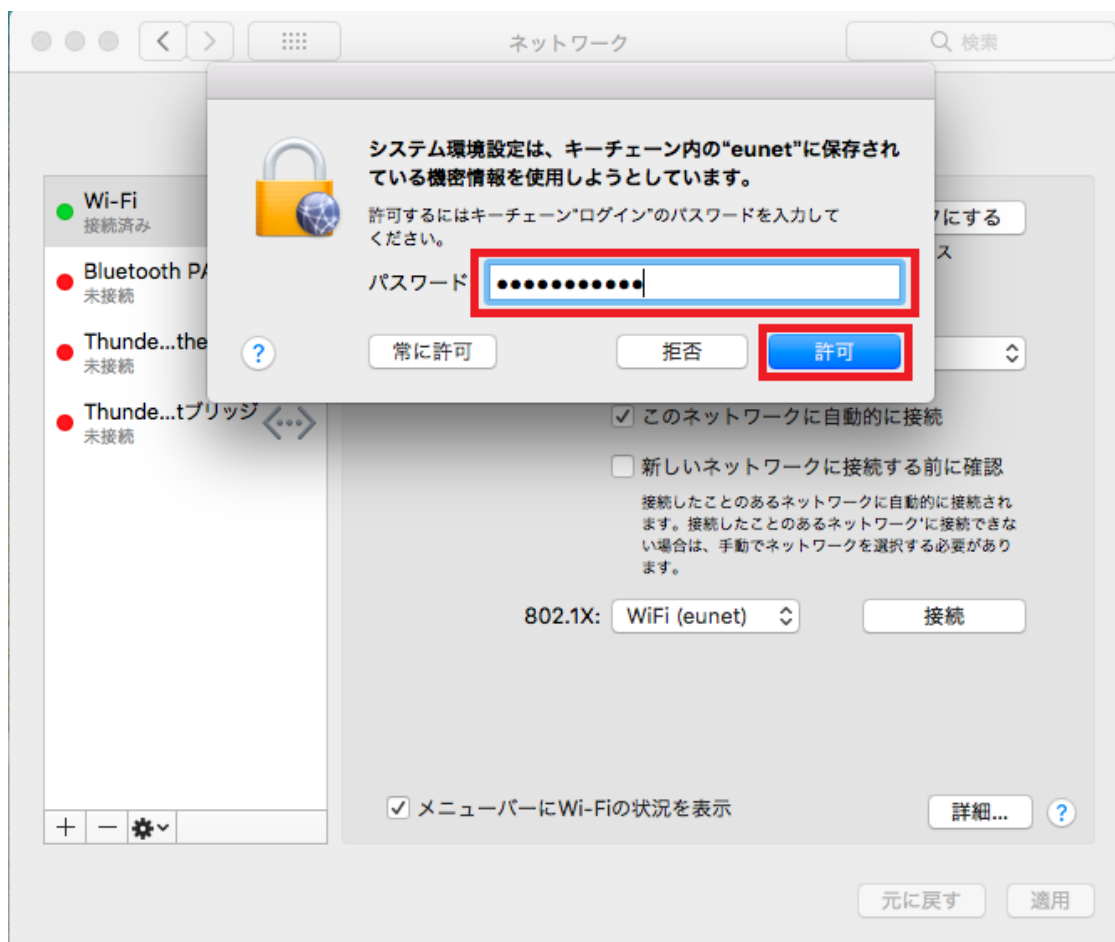 ネットワーク
検索
システム環境設定は、キーチェーン内の“eunet”に保存され
ている機密情報を使用しようとしています。
許可するにはキーチェーン“ログイン”のパスワードを入力して
ください。
パスワード
•••••••••••
常に許可
拒否
許可
Wi-Fi
接続済み
Bluetooth PA
未接続
Thunde...the
未接続
Thunde...tブリッジ
未接続
にする
ス
このネットワークに自動的に接続
新しいネットワークに接続する前に確認
接続したことのあるネットワークに自動的に接続され
ます。接続したことのあるネットワーク'に接続できな
い場合は、手動でネットワークを選択する必要があり
ます。
802.1X: WiFi (eunet)
接続
メニューバーにWi-Fiの状況を表示
詳細...
?
?
元に戻す
適用